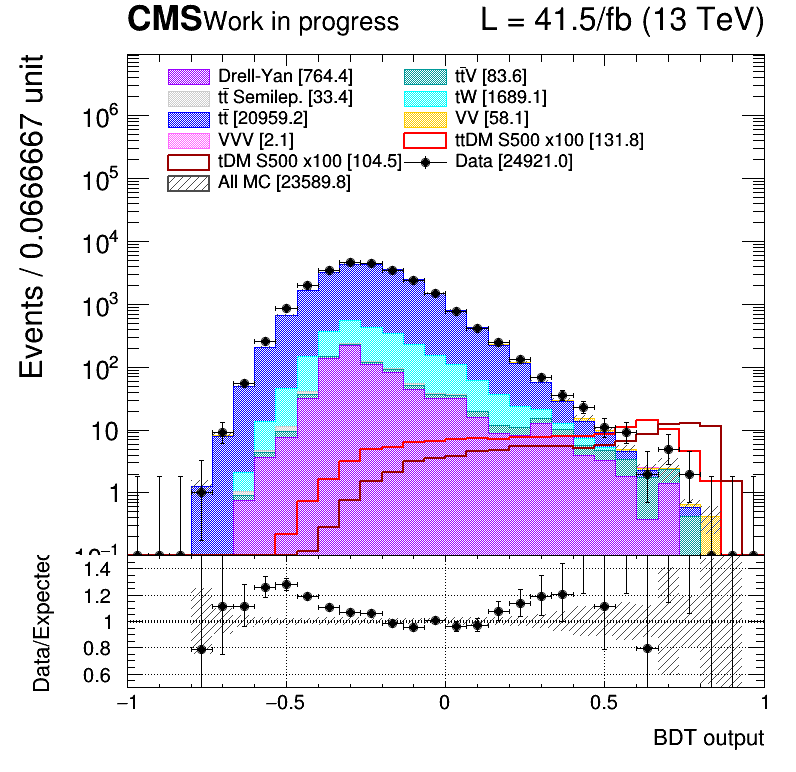 CMS Work in progress L = 41.5/fb (13 TeV)
Events / 0.0666667 unit
Drell-Yan [764.4] tt̄V [83.6]
tt̄ Semilep. [33.4] tW [1689.1]
tt̄ [20959.2] VV [58.1]
VVV [2.1] ttDM S500 x100 [131.8]
tDM S500 x100 [104.5] Data [24921.0]
All MC [23589.8]
10⁶
10⁵
10⁴
10³
10²
10
1
10⁻¹
Data/Expected
1.4
1.2
1
0.8
0.6
−1 −0.5 0 0.5 1
BDT output